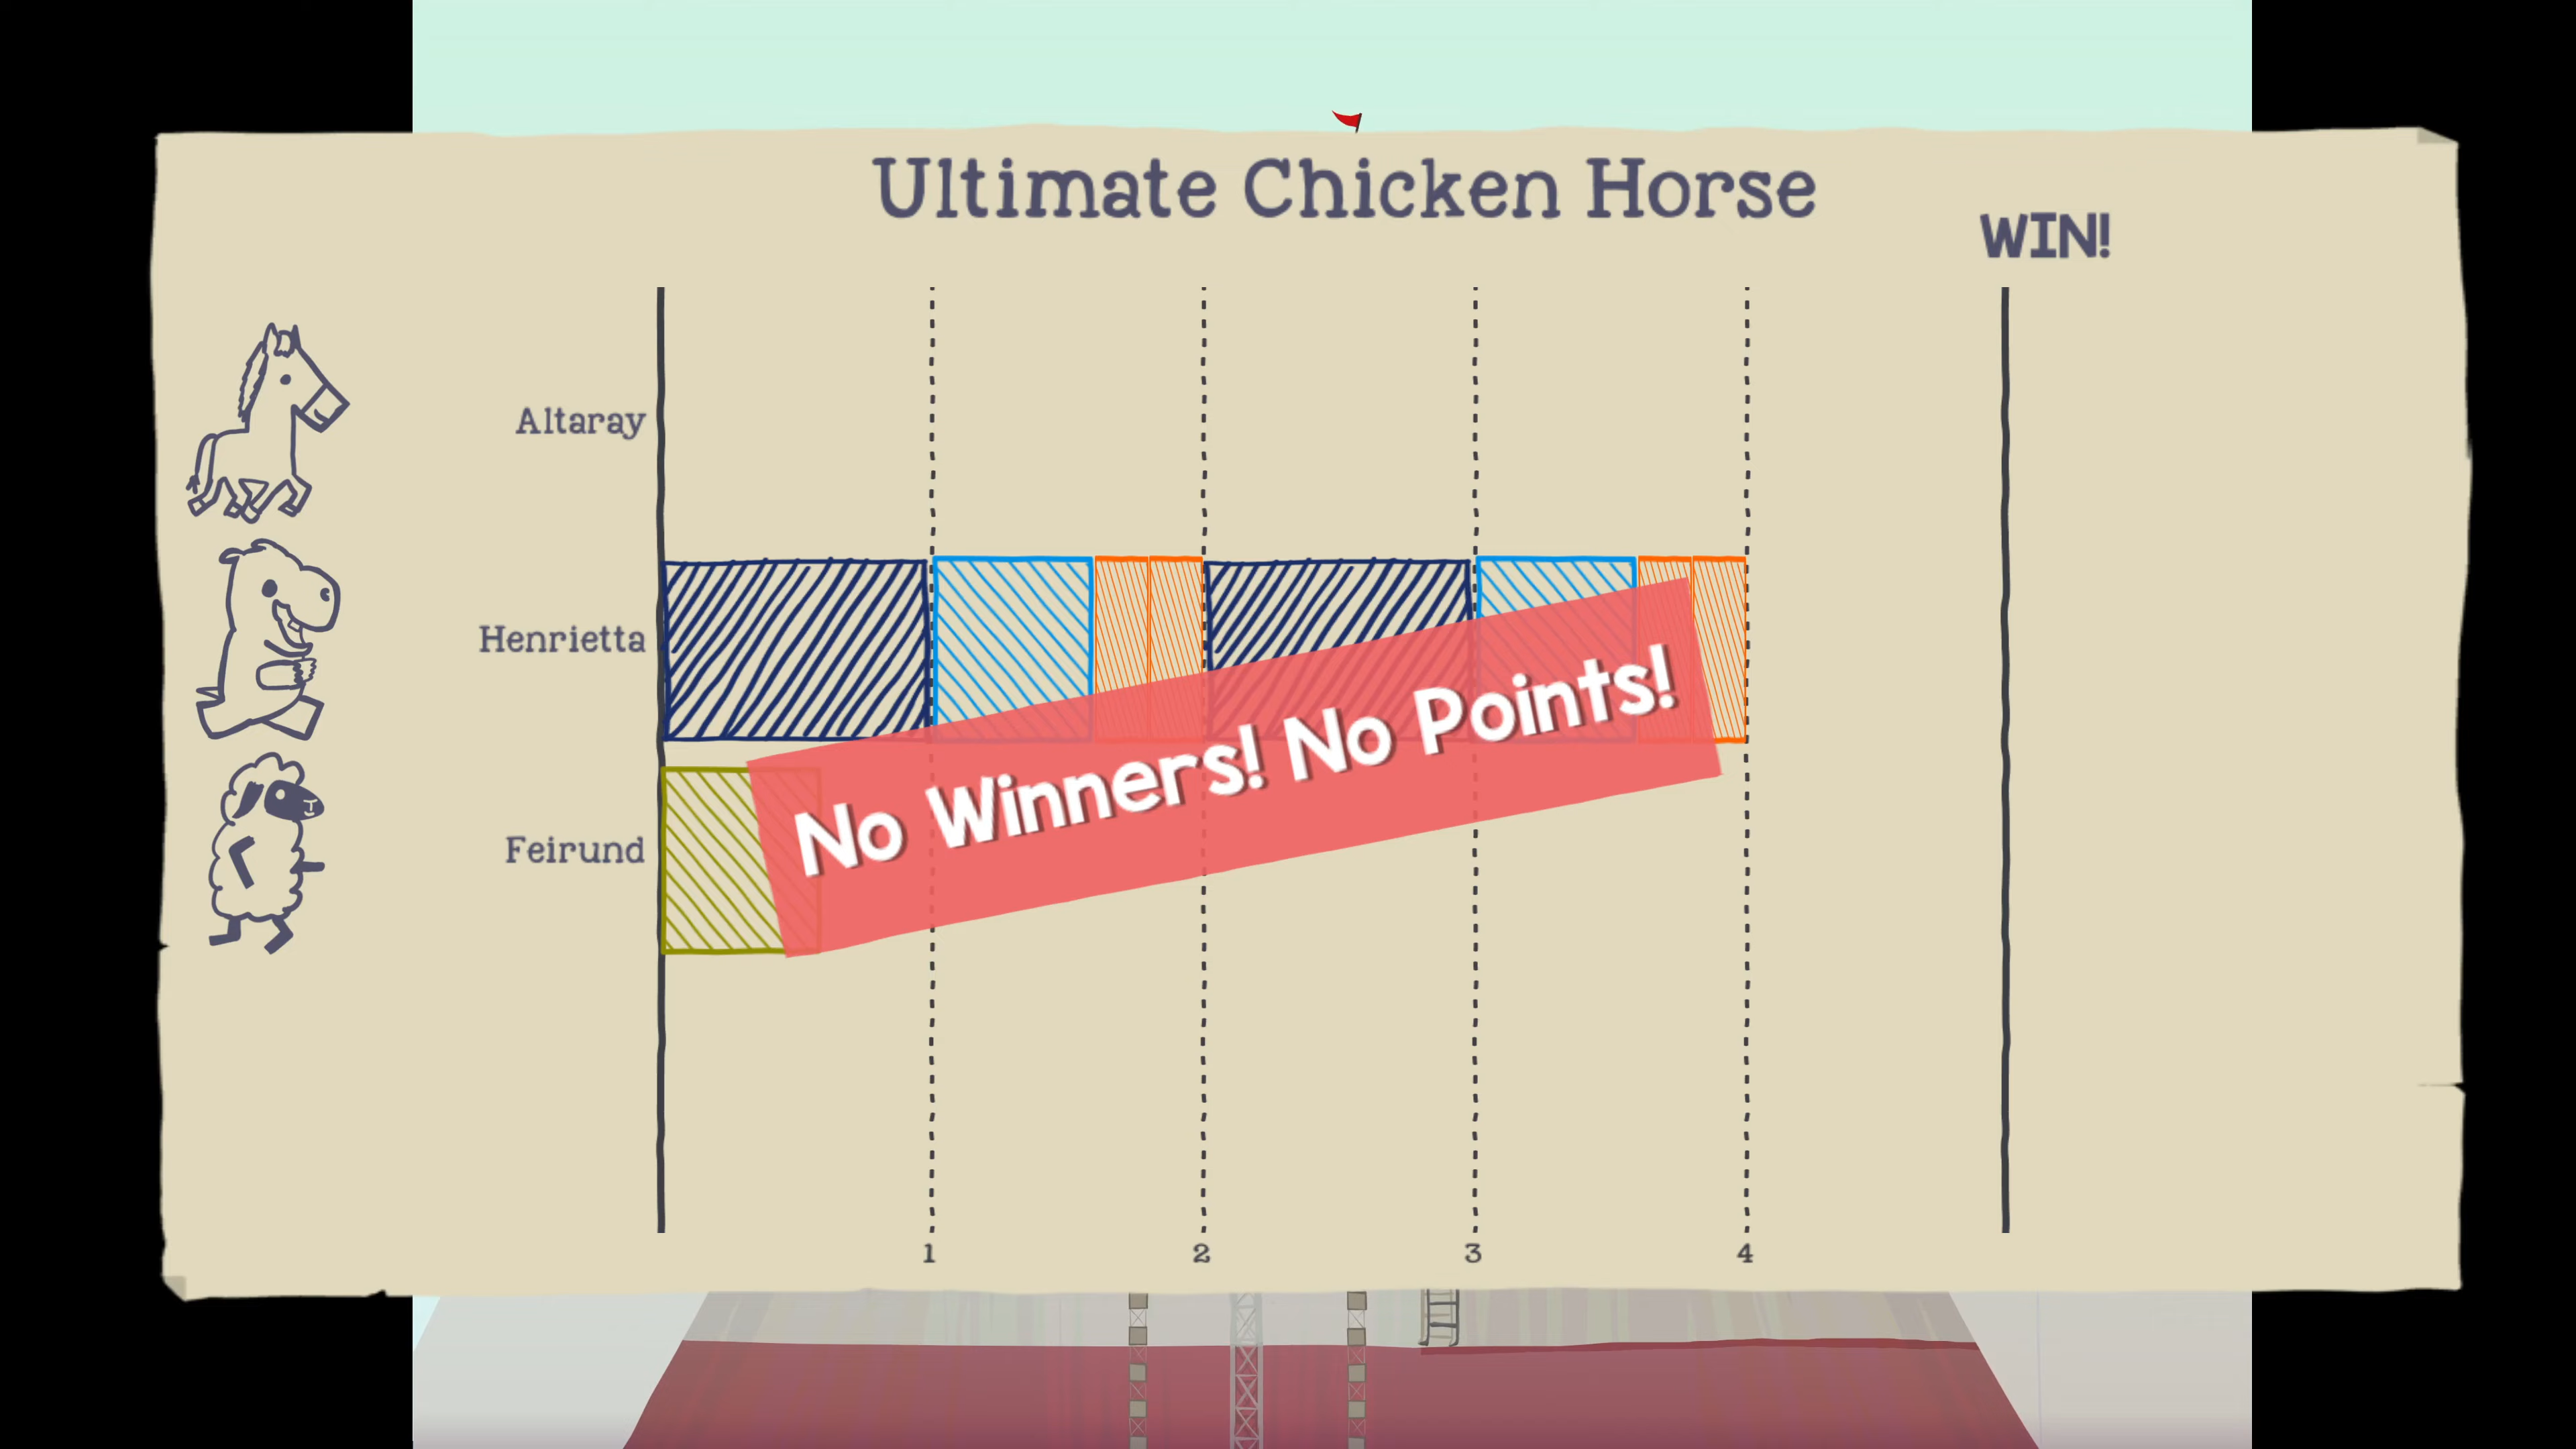 Ultimate Chicken Horse
WIN!
Altaray
Henrietta
Feirund
No Winners! No Points!
1 2 3 4